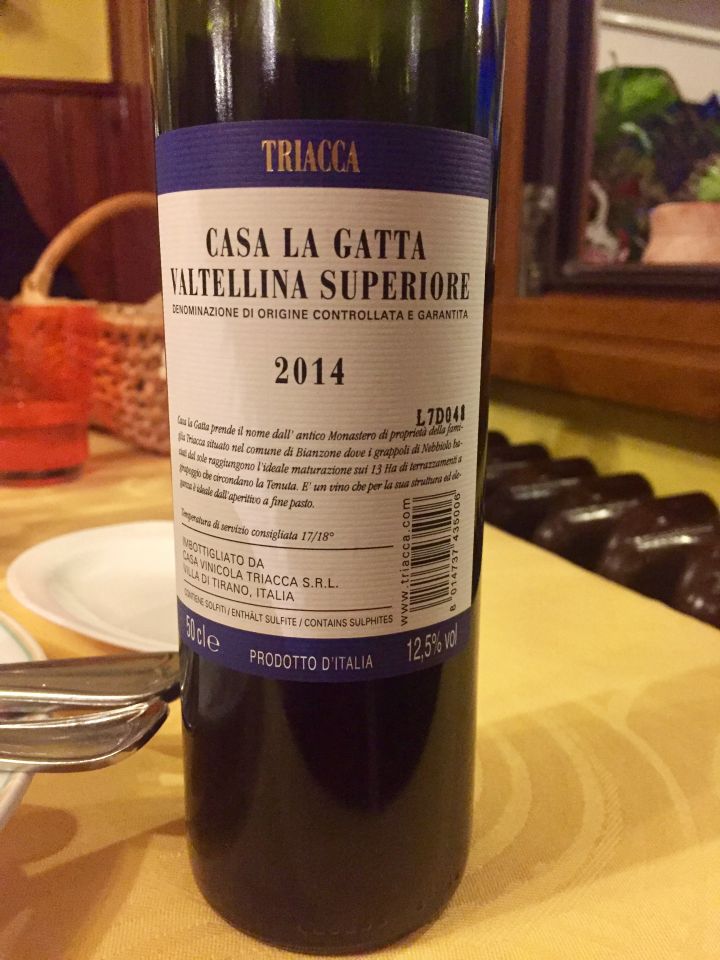 TRIACCA
CASA LA GATTA
VALTELLINA SUPERIORE
DENOMINAZIONE DI ORIGINE CONTROLLATA E GARANTITA
2014
L7D048
Casa la Gatta prende il nome dall' antico Monastero di proprietà della fami-
glia Triacca situato nel comune di Bianzone dove i grappoli di Nebbiolo ba-
ciati dal sole raggiungono l'ideale maturazione sui 13 Ha di terrazzamenti a
grappoggio che circondano la Tenuta. E' un vino che per la sua struttura ed ele-
ganza è ideale dall'aperitivo a fine pasto.
Temperatura di servizio consigliata 17/18°
IMBOTTIGLIATO DA
CASA VINICOLA TRIACCA S.R.L.
VILLA DI TIRANO, ITALIA
CONTIENE SOLFITI / ENTHÄLT SULFITE / CONTAINS SULPHITES
www.triacca.com
8 014737 435006
50 cl e
PRODOTTO D'ITALIA
12,5% vol